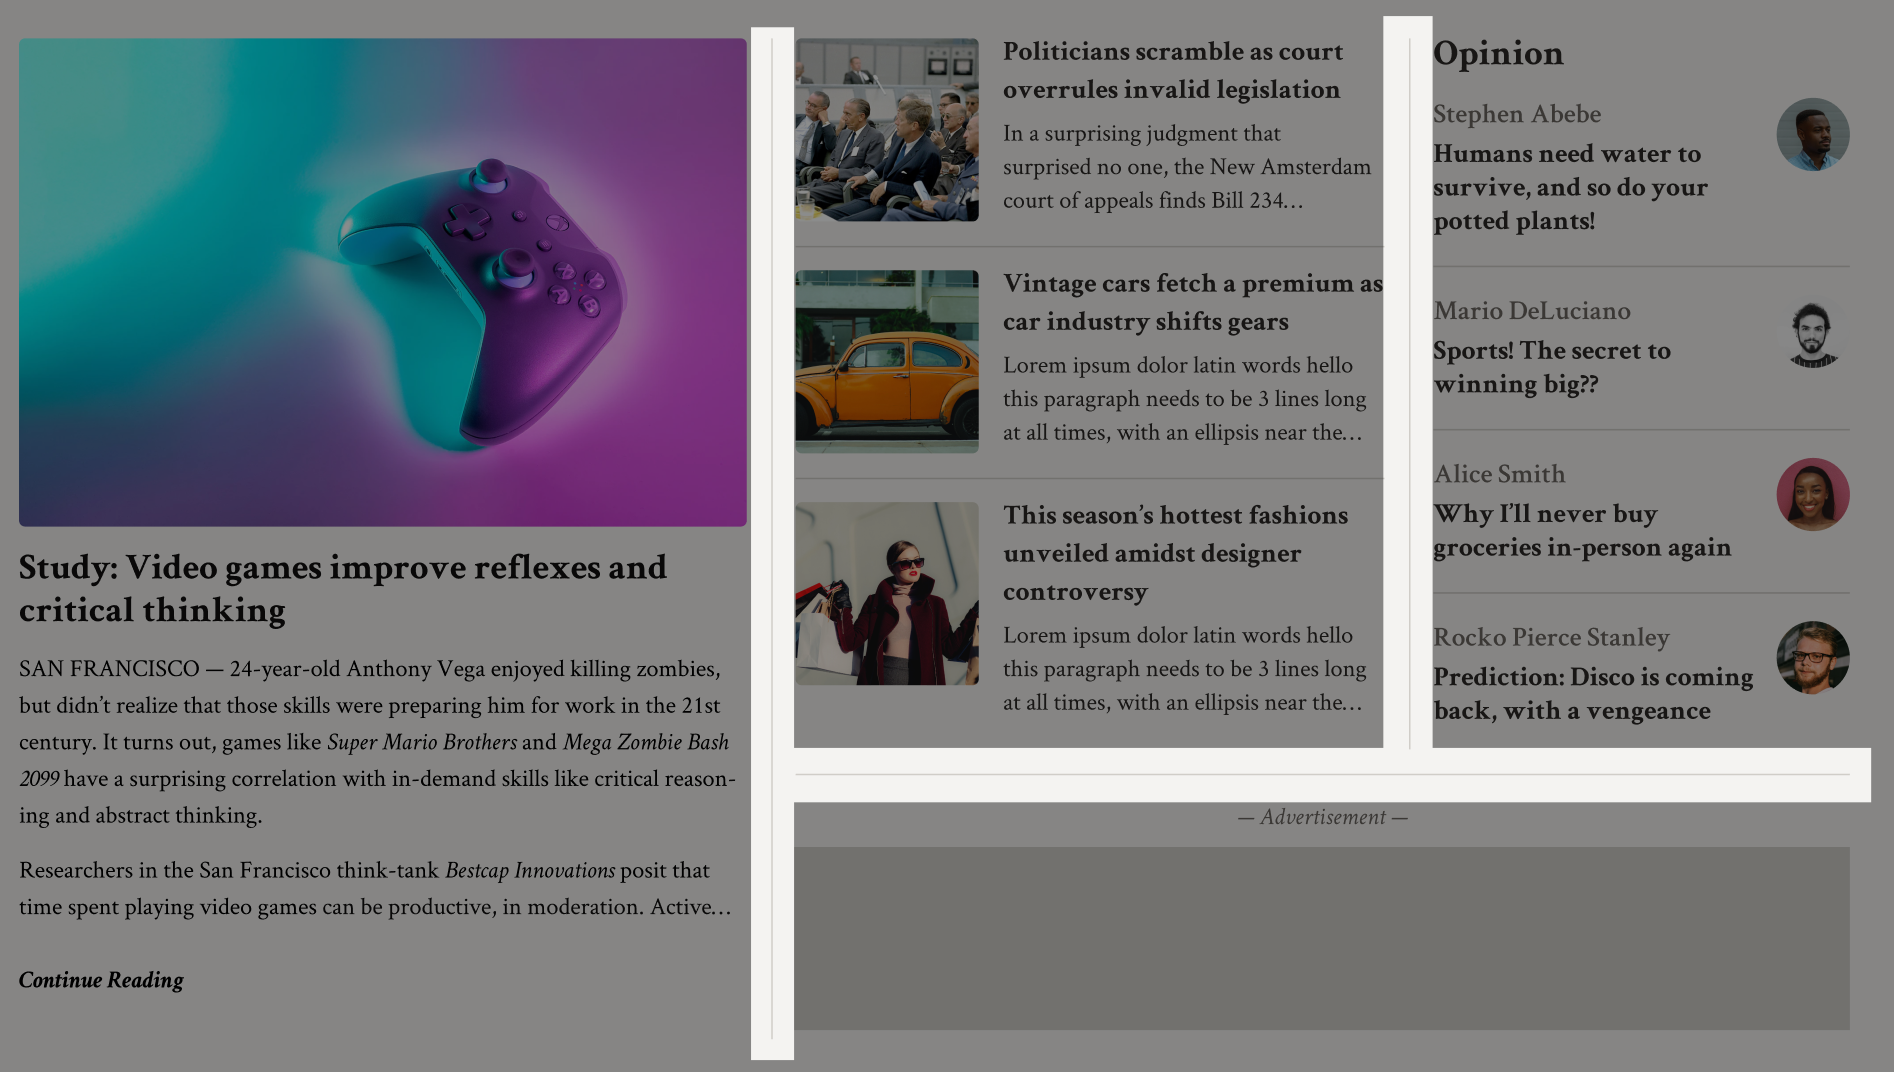 Study: Video games improve reflexes and
critical thinking
SAN FRANCISCO — 24-year-old Anthony Vega enjoyed killing zombies,
but didn’t realize that those skills were preparing him for work in the 21st
century. It turns out, games like Super Mario Brothers and Mega Zombie Bash
2099 have a surprising correlation with in-demand skills like critical reason-
ing and abstract thinking.
Researchers in the San Francisco think-tank Bestcap Innovations posit that
time spent playing video games can be productive, in moderation. Active…
Continue Reading
Politicians scramble as court
overrules invalid legislation
In a surprising judgment that
surprised no one, the New Amsterdam
court of appeals finds Bill 234…
Vintage cars fetch a premium as
car industry shifts gears
Lorem ipsum dolor latin words hello
this paragraph needs to be 3 lines long
at all times, with an ellipsis near the…
This season’s hottest fashions
unveiled amidst designer
controversy
Lorem ipsum dolor latin words hello
this paragraph needs to be 3 lines long
at all times, with an ellipsis near the…
Opinion
Stephen Abebe
Humans need water to
survive, and so do your
potted plants!
Mario DeLuciano
Sports! The secret to
winning big??
Alice Smith
Why I’ll never buy
groceries in-person again
Rocko Pierce Stanley
Prediction: Disco is coming
back, with a vengeance
— Advertisement —